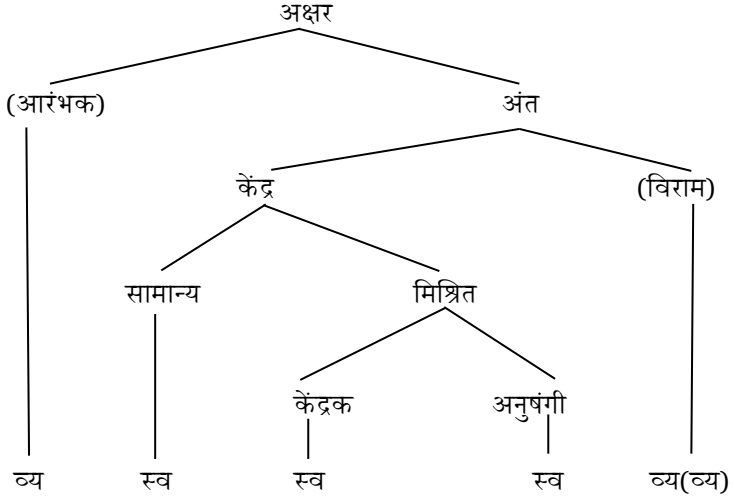 अक्षर
(आरंभक) अंत
केंद्र (विराम)
सामान्य मिश्रित
केंद्रक अनुषंगी
व्य स्व स्व स्व व्य(व्य)